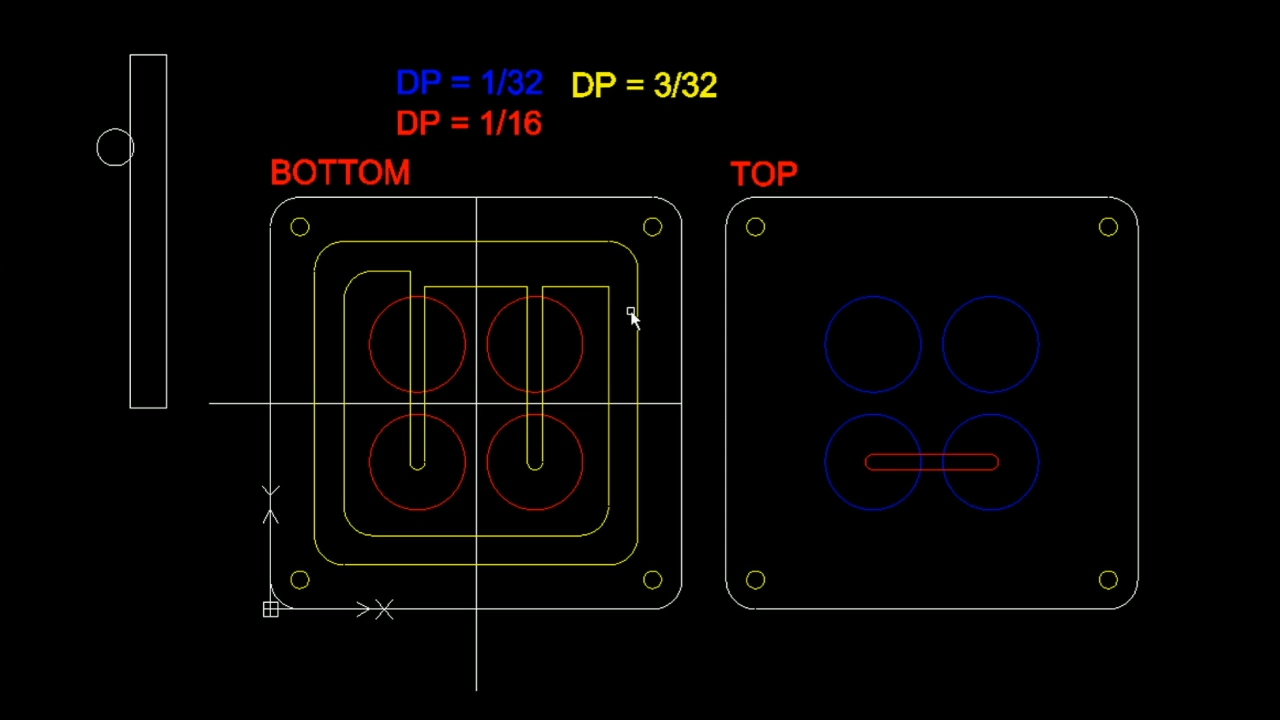 DP = 1/32 DP = 3/32
DP = 1/16
BOTTOM TOP
Y
X